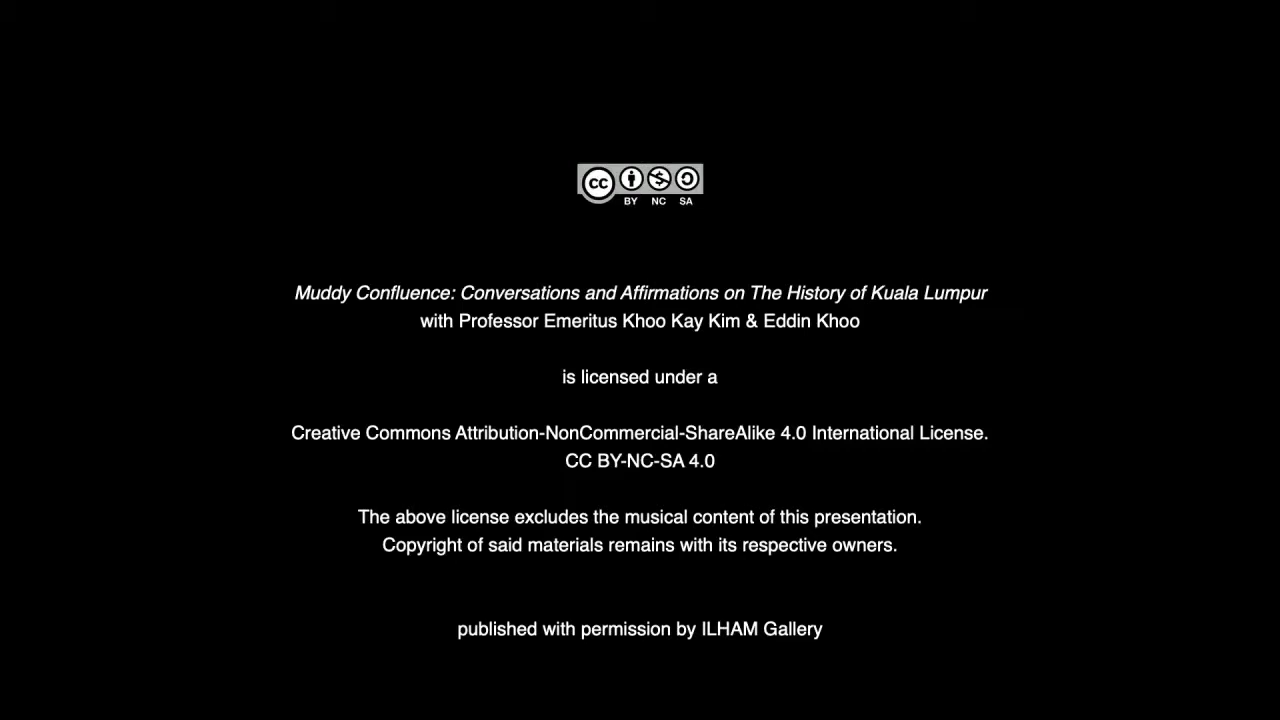 cc
BY NC SA
Muddy Confluence: Conversations and Affirmations on The History of Kuala Lumpur
with Professor Emeritus Khoo Kay Kim & Eddin Khoo
is licensed under a
Creative Commons Attribution-NonCommercial-ShareAlike 4.0 International License.
CC BY-NC-SA 4.0
The above license excludes the musical content of this presentation.
Copyright of said materials remains with its respective owners.
published with permission by ILHAM Gallery